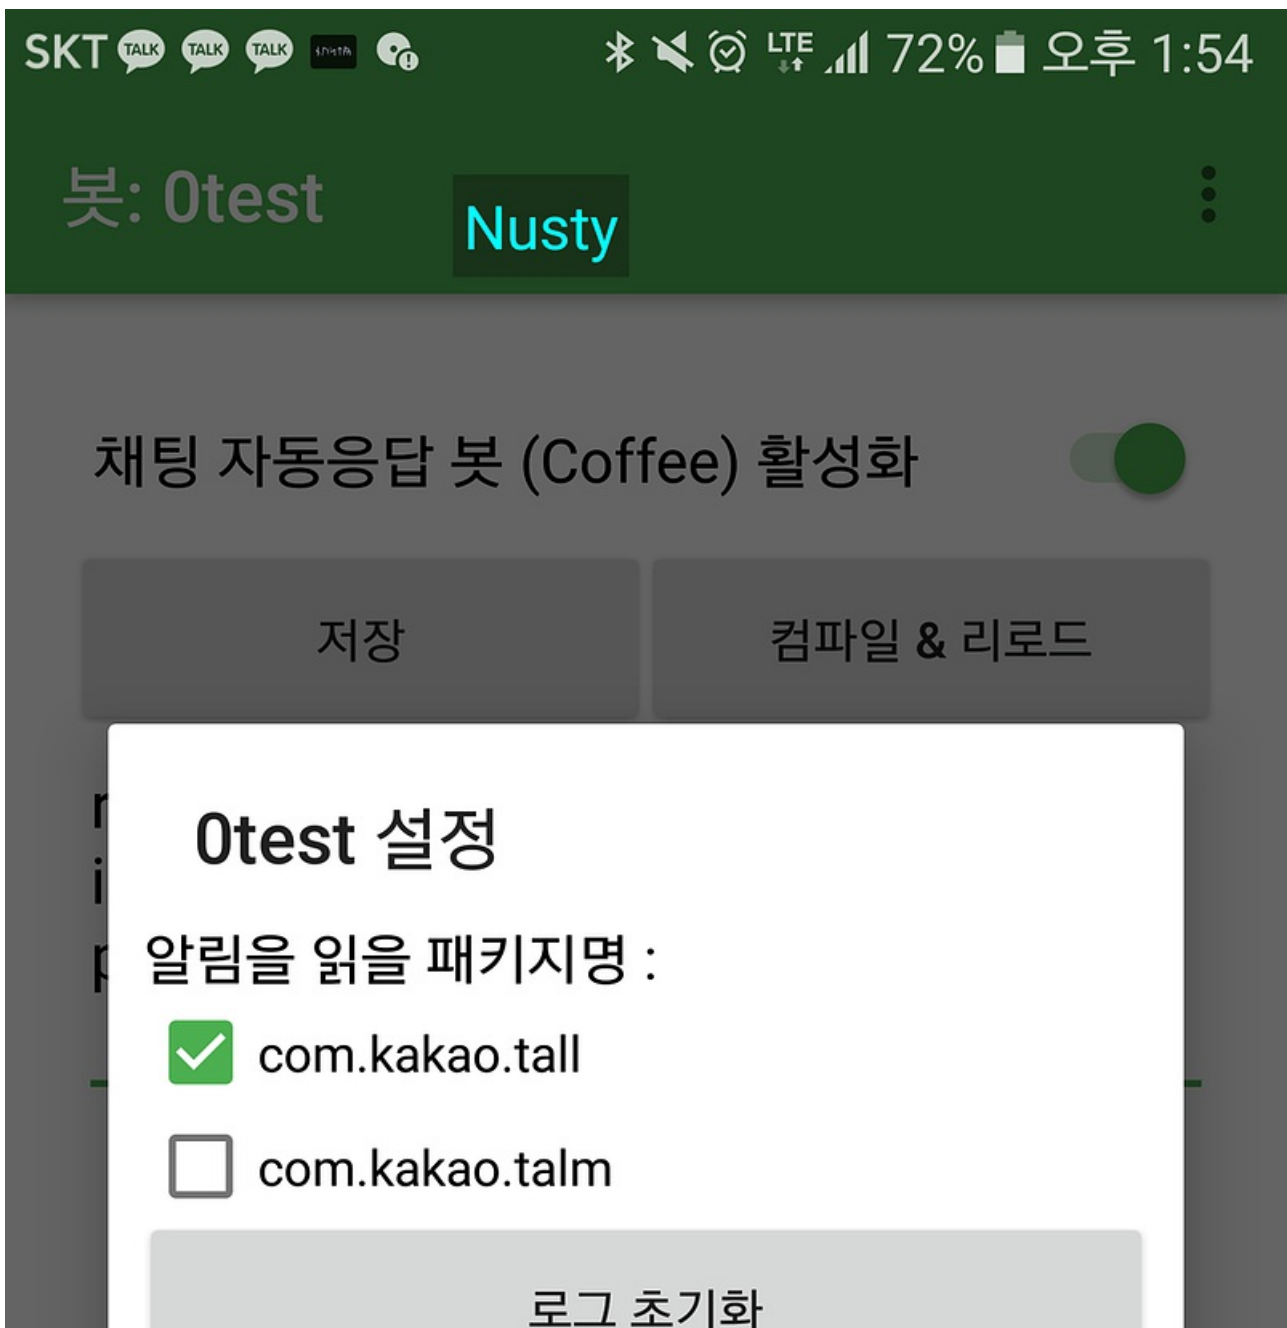 SKT TALK TALK TALK LTE 72% 오후 1:54
봇: 0test
Nusty
채팅 자동응답 봇 (Coffee) 활성화
저장 컴파일 & 리로드
0test 설정
알림을 읽을 패키지명 :
com.kakao.tall
com.kakao.talm
로그 초기화